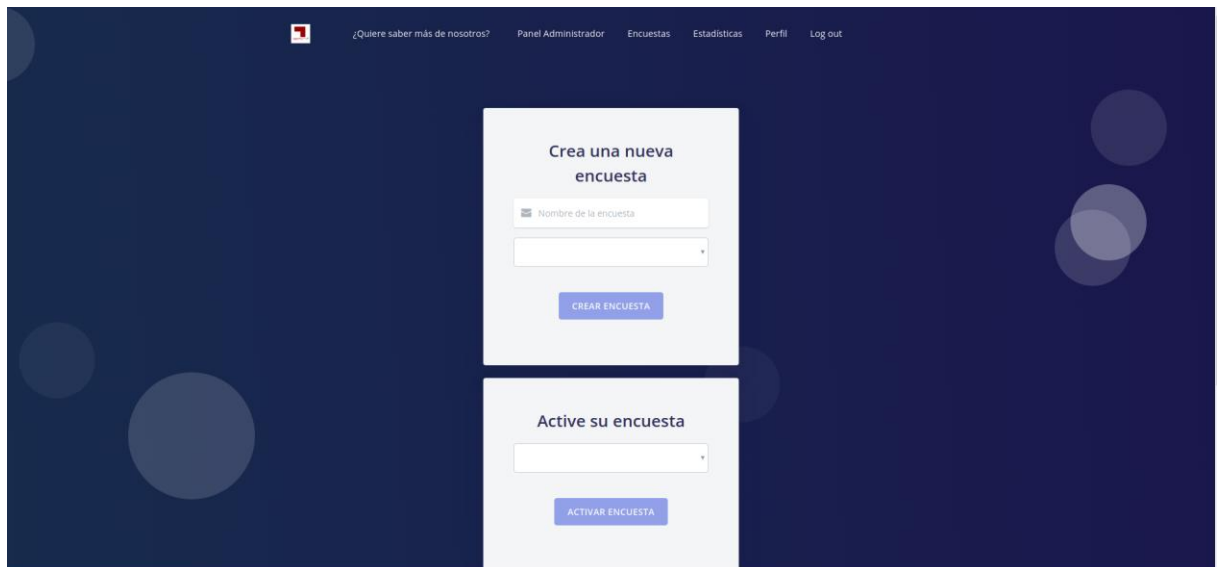 ¿Quiere saber más de nosotros? Panel Administrador Encuestas Estadísticas Perfil Log out
Crea una nueva
encuesta
Nombre de la encuesta
CREAR ENCUESTA
Active su encuesta
ACTIVAR ENCUESTA